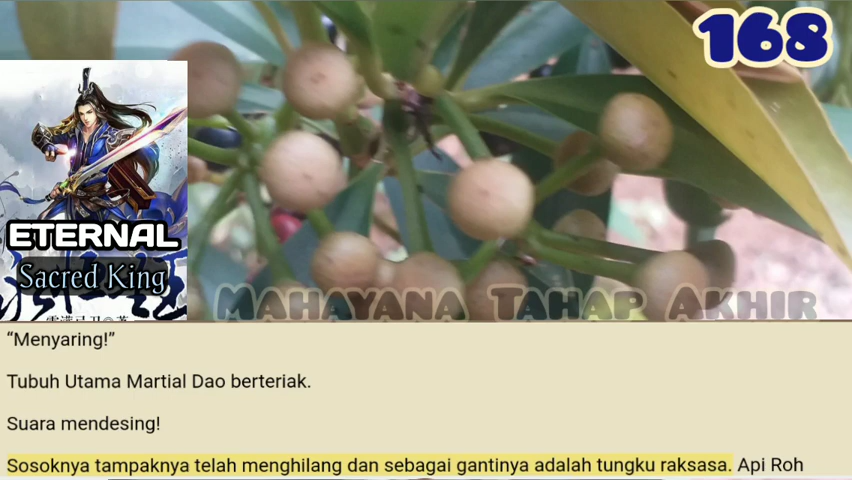 168
ETERNAL
Sacred King
MAHAYANA TAHAP AKHIR
“Menyaring!”
Tubuh Utama Martial Dao berteriak.
Suara mendesing!
Sosoknya tampaknya telah menghilang dan sebagai gantinya adalah tungku raksasa. Api Roh